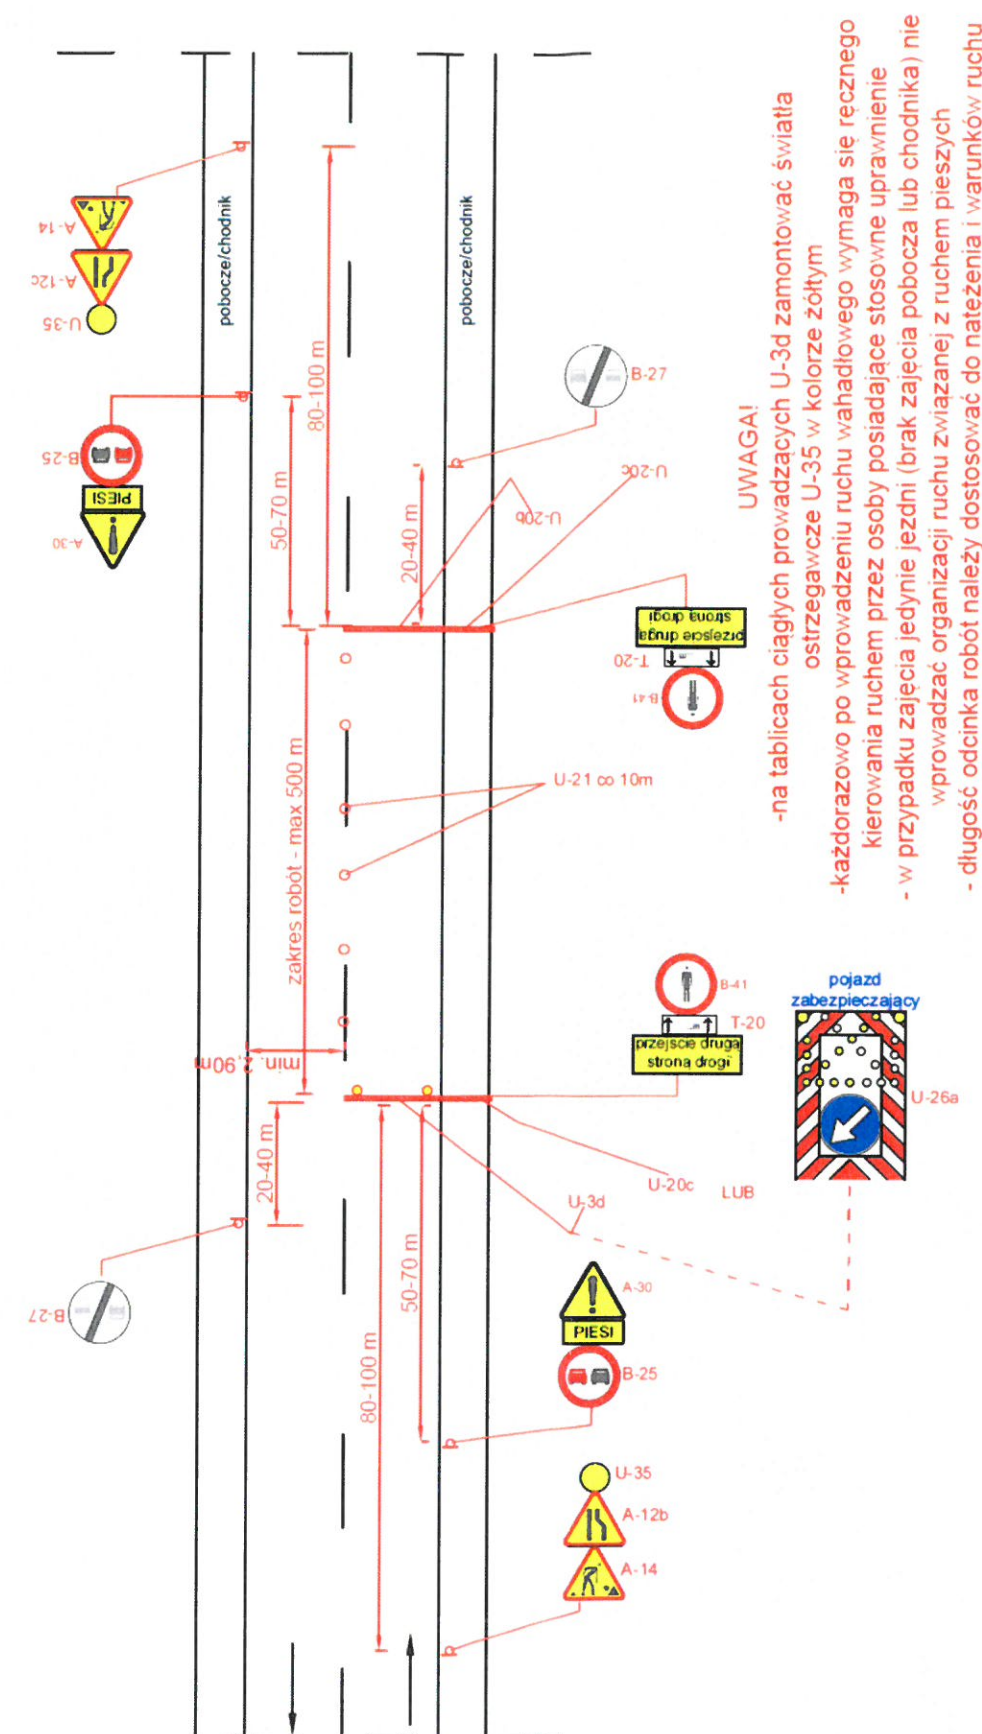 A-14
A-12c
U-35
B-25
PIESI
A-30
pobocze/chodnik
pobocze/chodnik
80-100 m
50-70 m
20-40 m
B-27
U-20c
U-20b
przejście drugą
stroną drogi
T-20
B-41
zakres robót - max 500 m
U-21 co 10m
min. 2,90m
B-41
T-20
przejście drugą
stroną drogi
pojazd
zabezpieczający
U-26a
U-20c
LUB
U-3d
20-40 m
B-27
50-70 m
80-100 m
A-30
PIESI
B-25
U-35
A-12b
A-14
UWAGA!
-na tablicach ciągłych prowadzących U-3d zamontować światła
ostrzegawcze U-35 w kolorze żółtym
-każdorazowo po wprowadzeniu ruchu wahadłowego wymaga się ręcznego
kierowania ruchem przez osoby posiadające stosowne uprawnienie
- w przypadku zajęcia jedynie jezdni (brak zajęcia pobocza lub chodnika) nie
wprowadzać organizacji ruchu związanej z ruchem pieszych
- długość odcinka robót należy dostosować do natężenia i warunków ruchu